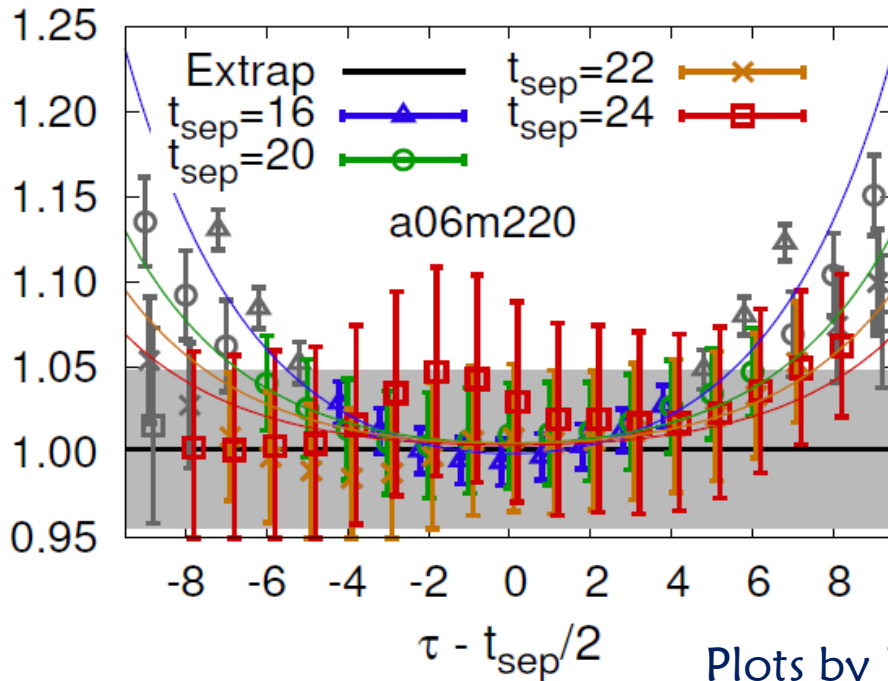 1.25
1.20
1.15
1.10
1.05
1.00
0.95
Extrap
t_sep=16
t_sep=20
t_sep=22
t_sep=24
a06m220
-8 -6 -4 -2 0 2 4 6 8
τ - t_sep/2
Plots by